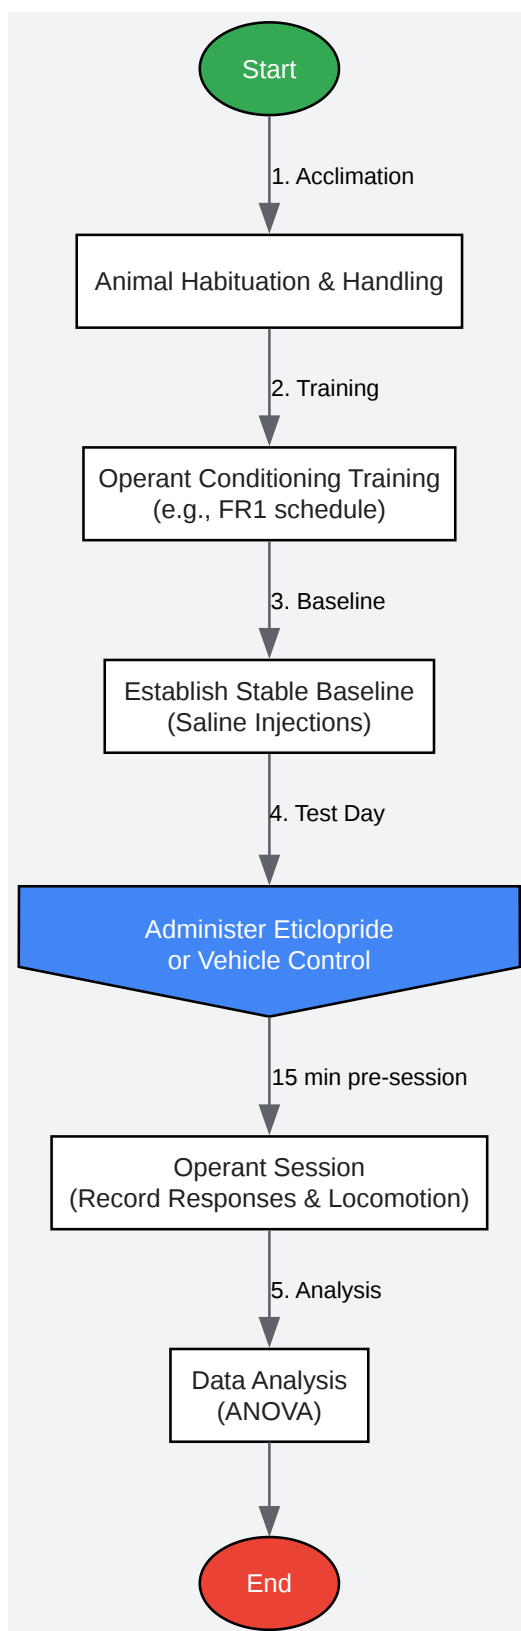 Start
1. Acclimation
Animal Habituation & Handling
2. Training
Operant Conditioning Training
(e.g., FR1 schedule)
3. Baseline
Establish Stable Baseline
(Saline Injections)
4. Test Day
Administer Eticlopride
or Vehicle Control
15 min pre-session
Operant Session
(Record Responses & Locomotion)
5. Analysis
Data Analysis
(ANOVA)
End